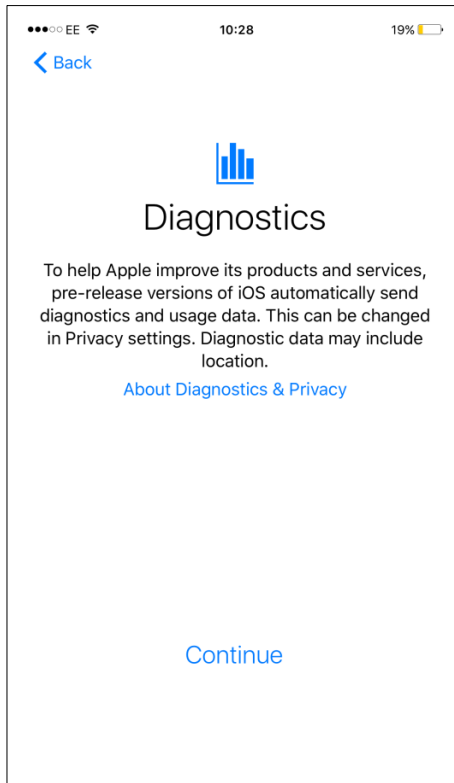 EE 10:28 19%
Back
Diagnostics
To help Apple improve its products and services,
pre-release versions of iOS automatically send
diagnostics and usage data. This can be changed
in Privacy settings. Diagnostic data may include
location.
About Diagnostics & Privacy
Continue